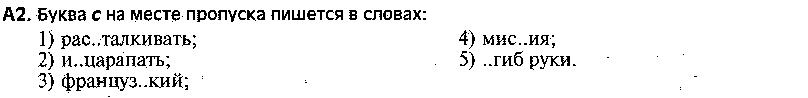 А2. Буква с на месте пропуска пишется в словах:
1) рас..талкивать; 4) мис..ия;
2) и..царапать; 5) ..гиб руки.
3) француз..кий;